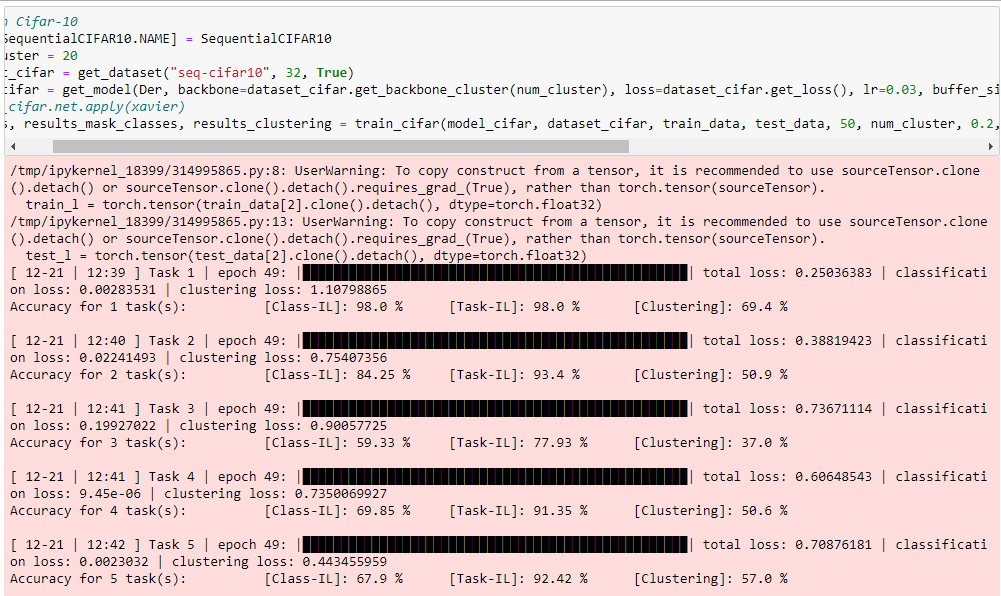 Cifar-10
SequentialCIFAR10.NAME] = SequentialCIFAR10
uster = 20
t_cifar = get_dataset("seq-cifar10", 32, True)
cifar = get_model(Der, backbone=dataset_cifar.get_backbone_cluster(num_cluster), loss=dataset_cifar.get_loss(), lr=0.03, buffer_si
cifar.net.apply(xavier)
s, results_mask_classes, results_clustering = train_cifar(model_cifar, dataset_cifar, train_data, test_data, 50, num_cluster, 0.2,
/tmp/ipykernel_18399/314995865.py:8: UserWarning: To copy construct from a tensor, it is recommended to use sourceTensor.clone
().detach() or sourceTensor.clone().detach().requires_grad_(True), rather than torch.tensor(sourceTensor).
train_l = torch.tensor(train_data[2].clone().detach(), dtype=torch.float32)
/tmp/ipykernel_18399/314995865.py:13: UserWarning: To copy construct from a tensor, it is recommended to use sourceTensor.clone
().detach() or sourceTensor.clone().detach().requires_grad_(True), rather than torch.tensor(sourceTensor).
test_l = torch.tensor(test_data[2].clone().detach(), dtype=torch.float32)
[ 12-21 | 12:39 ] Task 1 | epoch 49: | | total loss: 0.25036383 | classificati
on loss: 0.00283531 | clustering loss: 1.10798865
Accuracy for 1 task(s): [Class-IL]: 98.0 % [Task-IL]: 98.0 % [Clustering]: 69.4 %
[ 12-21 | 12:40 ] Task 2 | epoch 49: | | total loss: 0.38819423 | classificati
on loss: 0.02241493 | clustering loss: 0.75407356
Accuracy for 2 task(s): [Class-IL]: 84.25 % [Task-IL]: 93.4 % [Clustering]: 50.9 %
[ 12-21 | 12:41 ] Task 3 | epoch 49: | | total loss: 0.73671114 | classificati
on loss: 0.19927022 | clustering loss: 0.90057725
Accuracy for 3 task(s): [Class-IL]: 59.33 % [Task-IL]: 77.93 % [Clustering]: 37.0 %
[ 12-21 | 12:41 ] Task 4 | epoch 49: | | total loss: 0.60648543 | classificati
on loss: 9.45e-06 | clustering loss: 0.7350069927
Accuracy for 4 task(s): [Class-IL]: 69.85 % [Task-IL]: 91.35 % [Clustering]: 50.6 %
[ 12-21 | 12:42 ] Task 5 | epoch 49: | | total loss: 0.70876181 | classificati
on loss: 0.0023032 | clustering loss: 0.443455959
Accuracy for 5 task(s): [Class-IL]: 67.9 % [Task-IL]: 92.42 % [Clustering]: 57.0 %